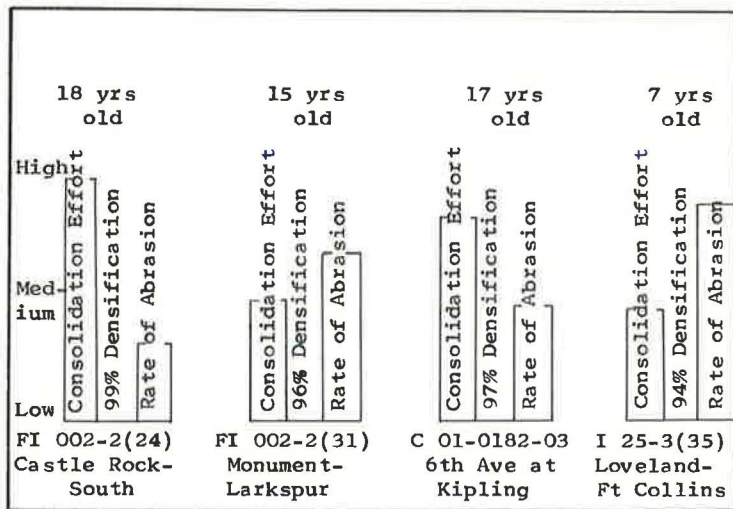 18 yrs
old
15 yrs
old
17 yrs
old
7 yrs
old
High
Med-
ium
Low
Consolidation Effort
99% Densification
Rate of Abrasion
Consolidation Effort
96% Densification
Rate of Abrasion
Consolidation Effort
97% Densification
Rate of Abrasion
Consolidation Effort
94% Densification
Rate of Abrasion
FI 002-2(24)
Castle Rock-
South
FI 002-2(31)
Monument-
Larkspur
C 01-0182-03
6th Ave at
Kipling
I 25-3(35)
Loveland-
Ft Collins